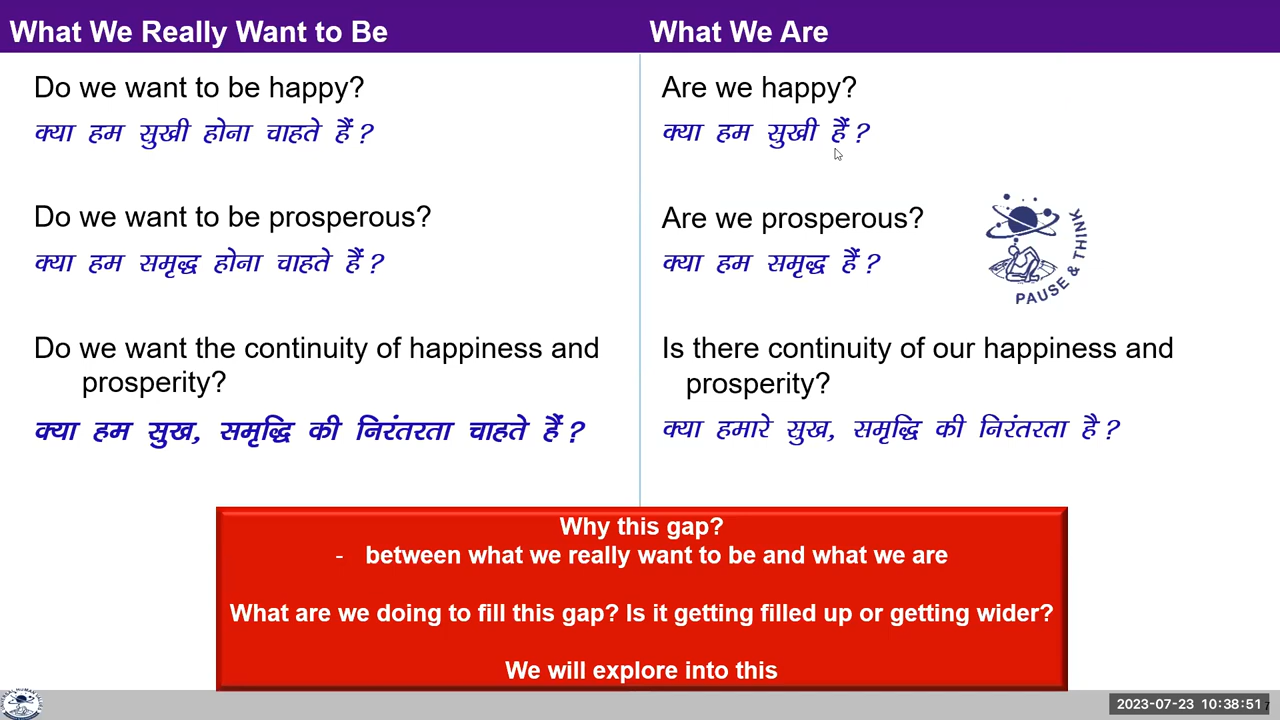 What We Really Want to Be
What We Are
Do we want to be happy?
क्या हम सुखी होना चाहते हैं ?
Do we want to be prosperous?
क्या हम समृद्ध होना चाहते हैं ?
Do we want the continuity of happiness and
prosperity?
क्या हम सुख, समृद्धि की निरंतरता चाहते हैं ?
Are we happy?
क्या हम सुखी हैं ?
Are we prosperous?
क्या हम समृद्ध हैं ?
PAUSE & THINK
Is there continuity of our happiness and
prosperity?
क्या हमारे सुख, समृद्धि की निरंतरता है ?
Why this gap?
- between what we really want to be and what we are
What are we doing to fill this gap? Is it getting filled up or getting wider?
We will explore into this
2023-07-23 10:38:51
7